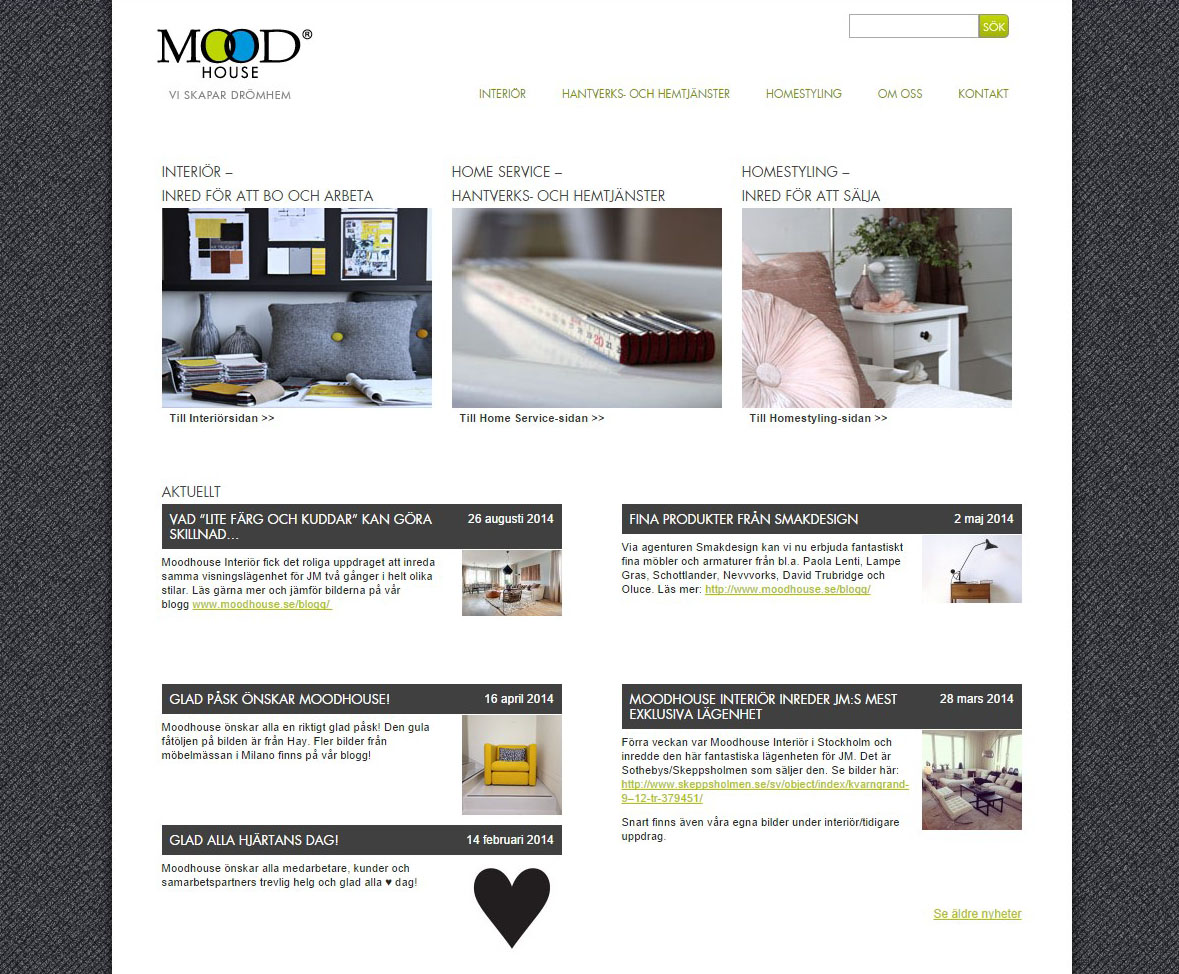 MOOD®
HOUSE
VI SKAPAR DRÖMHEM
SÖK
INTERIÖR HANTVERKS- OCH HEMTJÄNSTER HOMESTYLING OM OSS KONTAKT
INTERIÖR –
INRED FÖR ATT BO OCH ARBETA
Till Interiörsidan >>
HOME SERVICE –
HANTVERKS- OCH HEMTJÄNSTER
20 21
Till Home Service-sidan >>
HOMESTYLING –
INRED FÖR ATT SÄLJA
Till Homestyling-sidan >>
AKTUELLT
VAD “LITE FÄRG OCH KUDDAR” KAN GÖRA
SKILLNAD…
26 augusti 2014
Moodhouse Interiör fick det roliga uppdraget att inreda
samma visningslägenhet för JM två gånger i helt olika
stilar. Läs gärna mer och jämför bilderna på vår
blogg www.moodhouse.se/blogg/
FINA PRODUKTER FRÅN SMAKDESIGN
2 maj 2014
Via agenturen Smakdesign kan vi nu erbjuda fantastiskt
fina möbler och armaturer från bl.a. Paola Lenti, Lampe
Gras, Schottlander, Nevvvorks, David Trubridge och
Oluce. Läs mer: http://www.moodhouse.se/blogg/
GLAD PÅSK ÖNSKAR MOODHOUSE!
16 april 2014
Moodhouse önskar alla en riktigt glad påsk! Den gula
fåtöljen på bilden är från Hay. Fler bilder från
möbelmässan i Milano finns på vår blogg!
MOODHOUSE INTERIÖR INREDER JM:S MEST
EXKLUSIVA LÄGENHET
28 mars 2014
Förra veckan var Moodhouse Interiör i Stockholm och
inredde den här fantastiska lägenheten för JM. Det är
Sothebys/Skeppsholmen som säljer den. Se bilder här:
http://www.skeppsholmen.se/sv/object/index/kvarngrand-
9–12-tr-379451/
Snart finns även våra egna bilder under interiör/tidigare
uppdrag.
GLAD ALLA HJÄRTANS DAG!
14 februari 2014
Moodhouse önskar alla medarbetare, kunder och
samarbetspartners trevlig helg och glad alla ♥ dag!
Se äldre nyheter